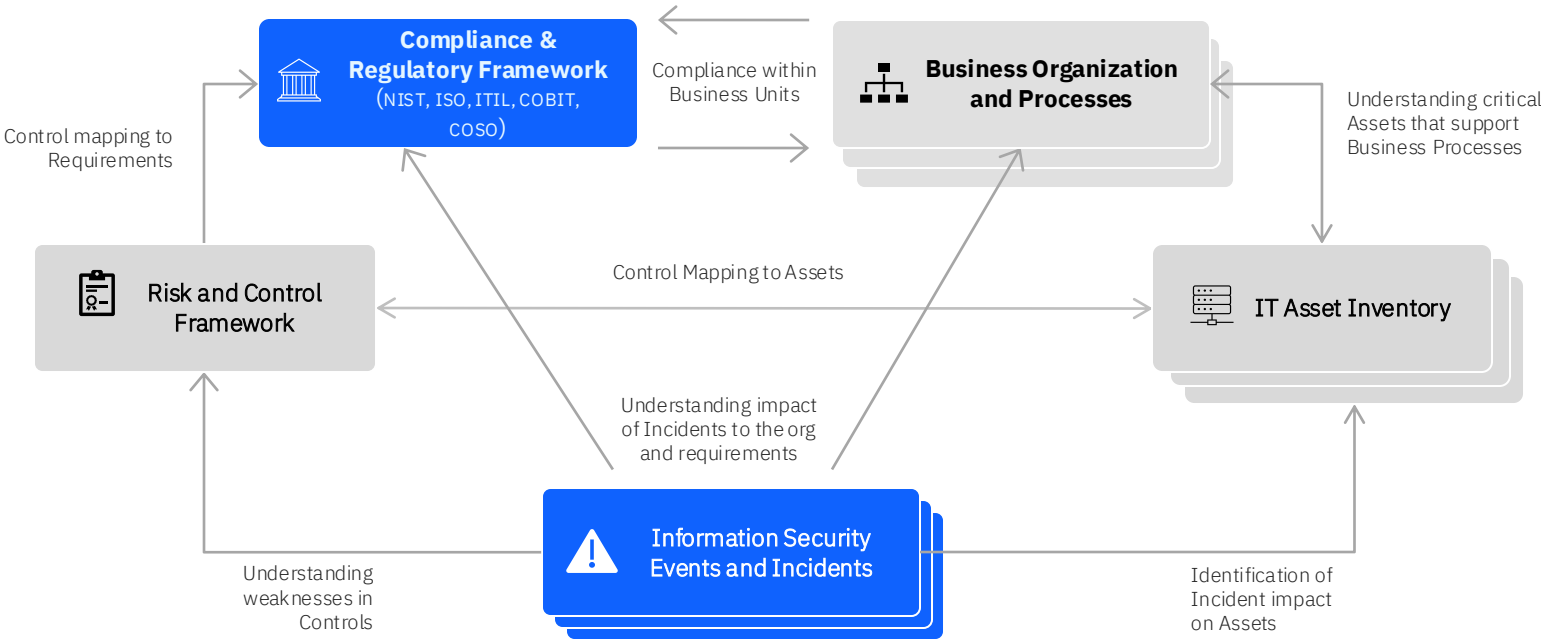 Compliance &
Regulatory Framework
(NIST, ISO, ITIL, COBIT,
COSO)
Compliance within
Business Units
Business Organization
and Processes
Understanding critical
Assets that support
Business Processes
Control mapping to
Requirements
Risk and Control
Framework
Control Mapping to Assets
IT Asset Inventory
Understanding impact
of Incidents to the org
and requirements
Information Security
Events and Incidents
Understanding
weaknesses in
Controls
Identification of
Incident impact
on Assets